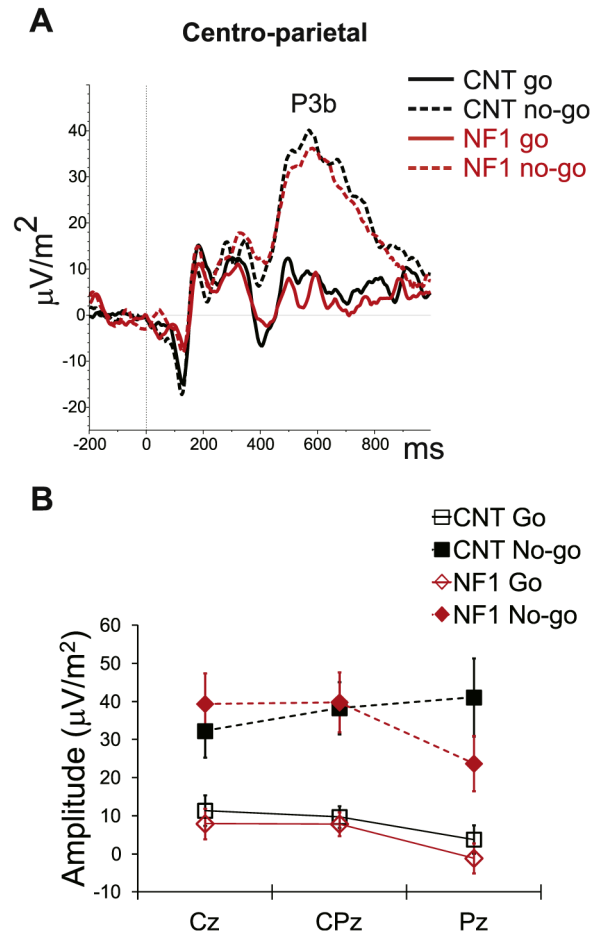 A
Centro-parietal
CNT go
CNT no-go
NF1 go
NF1 no-go
P3b
μV/m²
40
30
20
10
0
-10
-20
-200 0 200 400 600 800 ms
B
CNT Go
CNT No-go
NF1 Go
NF1 No-go
Amplitude (μV/m²)
60
50
40
30
20
10
0
-10
Cz CPz Pz